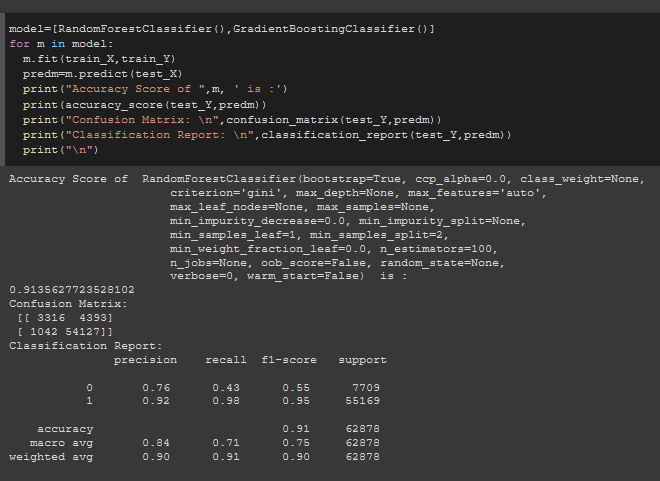 model=[RandomForestClassifier(),GradientBoostingClassifier()]
for m in model:
  m.fit(train_X,train_Y)
  predm=m.predict(test_X)
  print("Accuracy Score of ",m, ' is :')
  print(accuracy_score(test_Y,predm))
  print("Confusion Matrix: \n",confusion_matrix(test_Y,predm))
  print("Classification Report: \n",classification_report(test_Y,predm))
  print("\n")
Accuracy Score of  RandomForestClassifier(bootstrap=True, ccp_alpha=0.0, class_weight=None,
                       criterion='gini', max_depth=None, max_features='auto',
                       max_leaf_nodes=None, max_samples=None,
                       min_impurity_decrease=0.0, min_impurity_split=None,
                       min_samples_leaf=1, min_samples_split=2,
                       min_weight_fraction_leaf=0.0, n_estimators=100,
                       n_jobs=None, oob_score=False, random_state=None,
                       verbose=0, warm_start=False)  is :
0.9135627723528102
Confusion Matrix:
 [[ 3316  4393]
 [ 1042 54127]]
Classification Report:
               precision    recall  f1-score   support

           0       0.76      0.43      0.55      7709
           1       0.92      0.98      0.95     55169

    accuracy                           0.91     62878
   macro avg       0.84      0.71      0.75     62878
weighted avg       0.90      0.91      0.90     62878